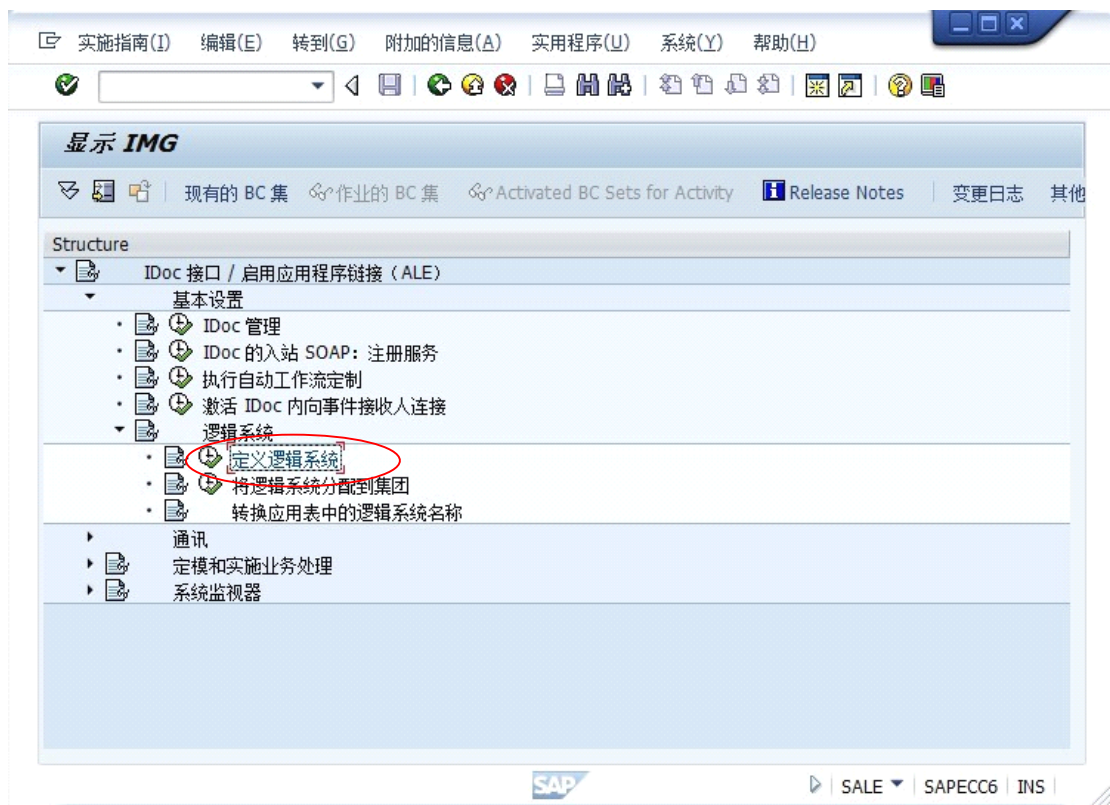 实施指南(I) 编辑(E) 转到(G) 附加的信息(A) 实用程序(U) 系统(Y) 帮助(H)
显示 IMG
现有的 BC 集 作业的 BC 集 Activated BC Sets for Activity Release Notes 变更日志 其他
Structure
IDoc 接口 / 启用应用程序链接（ALE）
基本设置
IDoc 管理
IDoc 的入站 SOAP：注册服务
执行自动工作流定制
激活 IDoc 内向事件接收人连接
逻辑系统
定义逻辑系统
将逻辑系统分配到集团
转换应用表中的逻辑系统名称
通讯
定模和实施业务处理
系统监视器
SAP SALE SAPECC6 INS